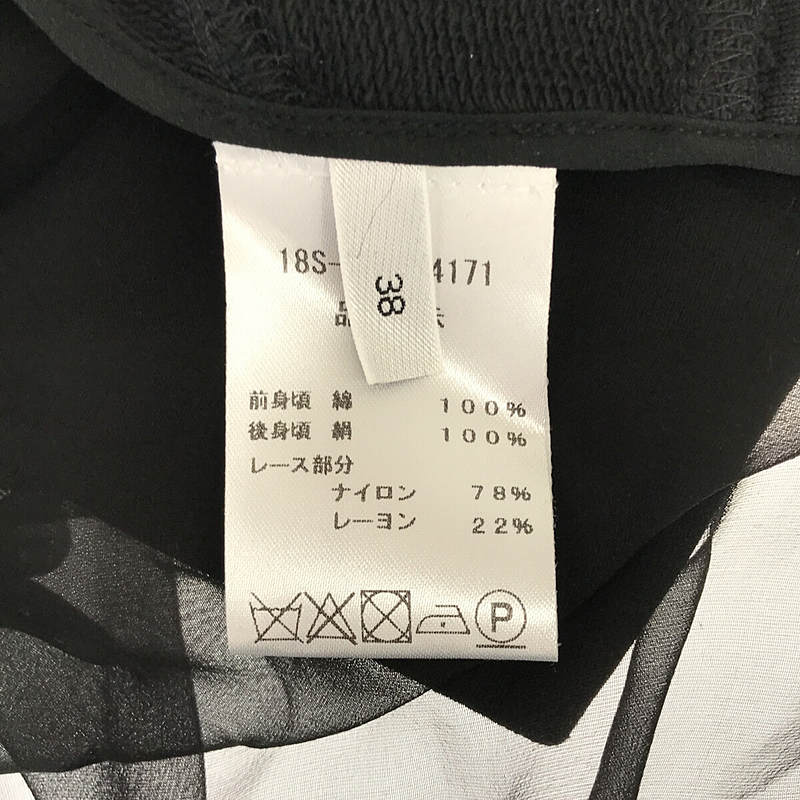 18S- 4171
38
品
前身頃 綿 100%
後身頃 絹 100%
レース部分
ナイロン 78%
レーヨン 22%
P